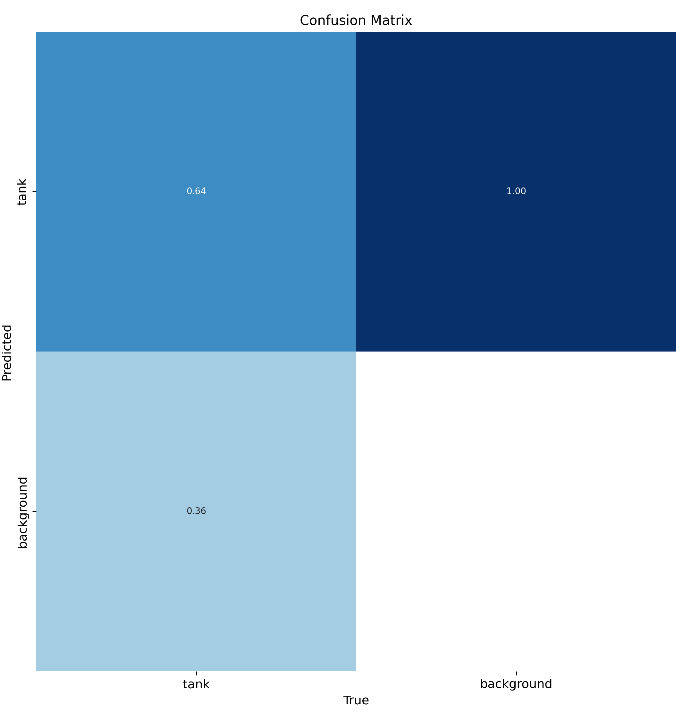 Confusion Matrix
tank
0.64
1.00
Predicted
background
0.36
tank
background
True